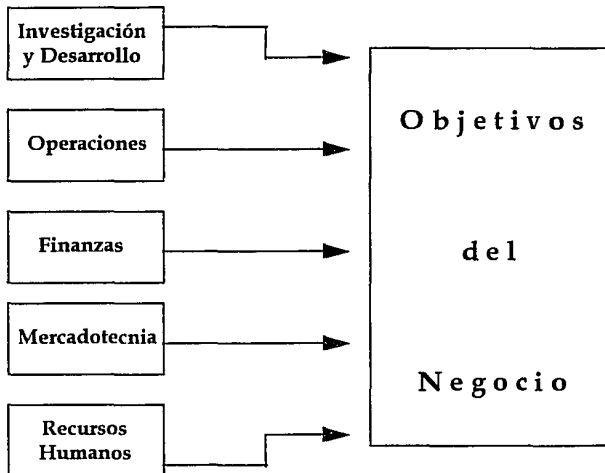 Investigación
y Desarrollo
Operaciones
Finanzas
Mercadotecnia
Recursos
Humanos
Objetivos
del
Negocio